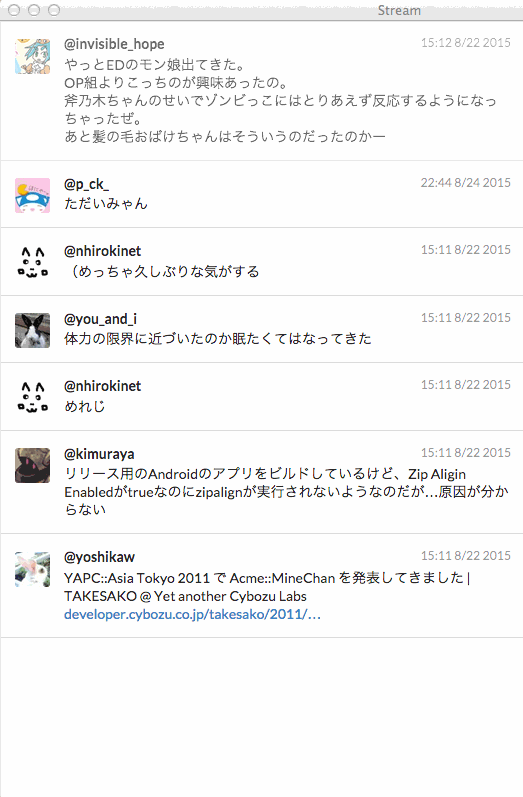 Stream
@invisible_hope
15:12 8/22 2015
やっとEDのモン娘出てきた。
OP組よりこっちのが興味あったの。
斧乃木ちゃんのせいでゾンビっこにはとりあえず反応するようになっ
ちゃったぜ。
あと髪の毛おばけちゃんはそういうのだったのかー
@p_ck_
22:44 8/24 2015
ただいみゃん
@nhirokinet
15:11 8/22 2015
（めっちゃ久しぶりな気がする
@you_and_i
15:11 8/22 2015
体力の限界に近づいたのか眠たくてはなってきた
@nhirokinet
15:11 8/22 2015
めれじ
@kimuraya
15:11 8/22 2015
リリース用のAndroidのアプリをビルドしているけど、Zip Aligin
Enabledがtrueなのにzipalignが実行されないようなのだが…原因が分か
らない
@yoshikaw
15:11 8/22 2015
YAPC::Asia Tokyo 2011 で Acme::MineChan を発表してきました |
TAKESAKO @ Yet another Cybozu Labs
developer.cybozu.co.jp/takesako/2011/…